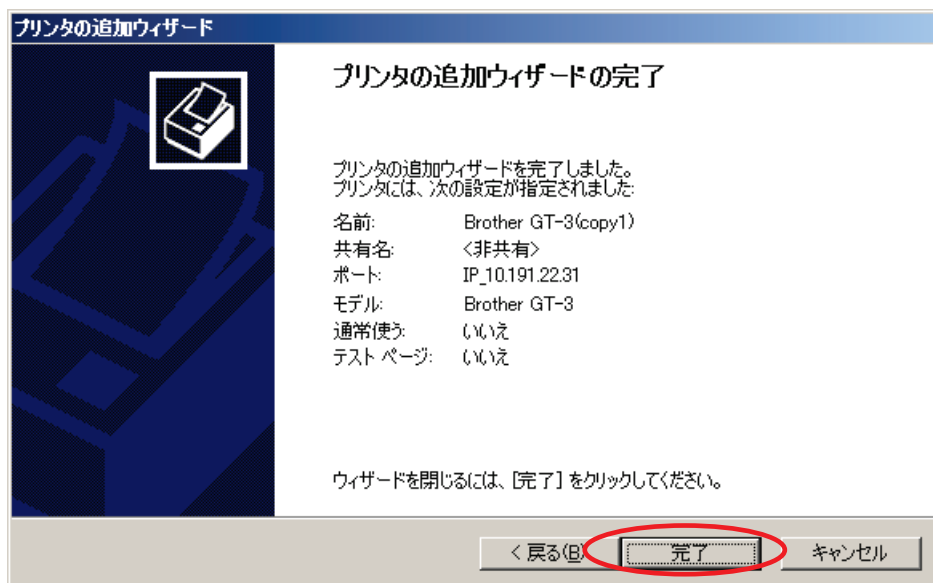 プリンタの追加ウィザード
プリンタの追加ウィザードの完了
プリンタの追加ウィザードを完了しました。
プリンタには、次の設定が指定されました:
名前: Brother GT-3(copy1)
共有名: <非共有>
ポート: IP_10.191.22.31
モデル: Brother GT-3
通常使う: いいえ
テスト ページ: いいえ
ウィザードを閉じるには、[完了] をクリックしてください。
< 戻る(B) 完了 キャンセル